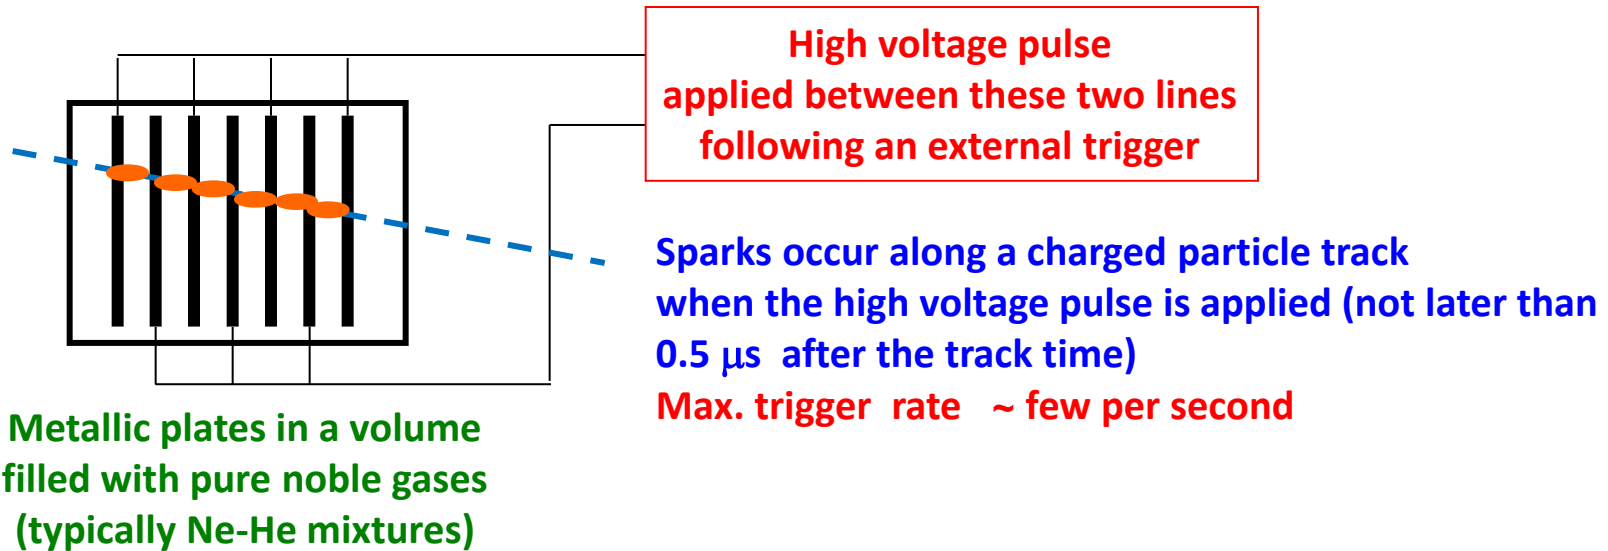 High voltage pulse
applied between these two lines
following an external trigger
Sparks occur along a charged particle track
when the high voltage pulse is applied (not later than
0.5 μs after the track time)
Max. trigger rate ~ few per second
Metallic plates in a volume
filled with pure noble gases
(typically Ne-He mixtures)